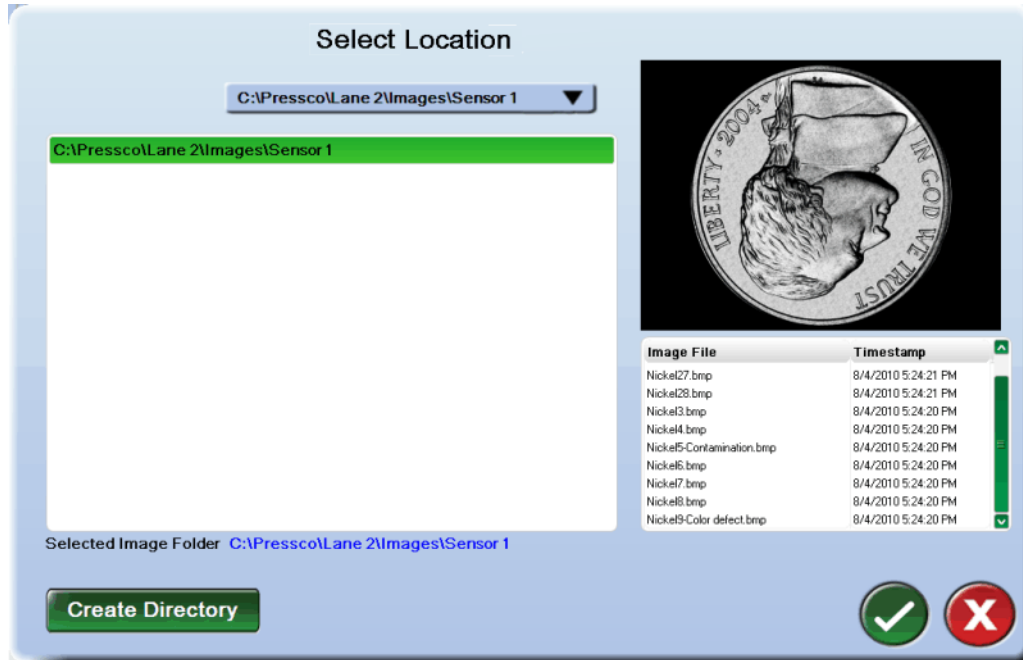 Select Location
C:\Pressco\Lane 2\Images\Sensor 1
C:\Pressco\Lane 2\Images\Sensor 1
LIBERTY 2004
IN GOD WE TRUST
Image File Timestamp
Nickel27.bmp 8/4/2010 5:24:21 PM
Nickel28.bmp 8/4/2010 5:24:21 PM
Nickel3.bmp 8/4/2010 5:24:20 PM
Nickel4.bmp 8/4/2010 5:24:20 PM
Nickel5-Contamination.bmp 8/4/2010 5:24:20 PM
Nickel6.bmp 8/4/2010 5:24:20 PM
Nickel7.bmp 8/4/2010 5:24:20 PM
Nickel8.bmp 8/4/2010 5:24:20 PM
Nickel9-Color defect.bmp 8/4/2010 5:24:20 PM
Selected Image Folder C:\Pressco\Lane 2\Images\Sensor 1
Create Directory